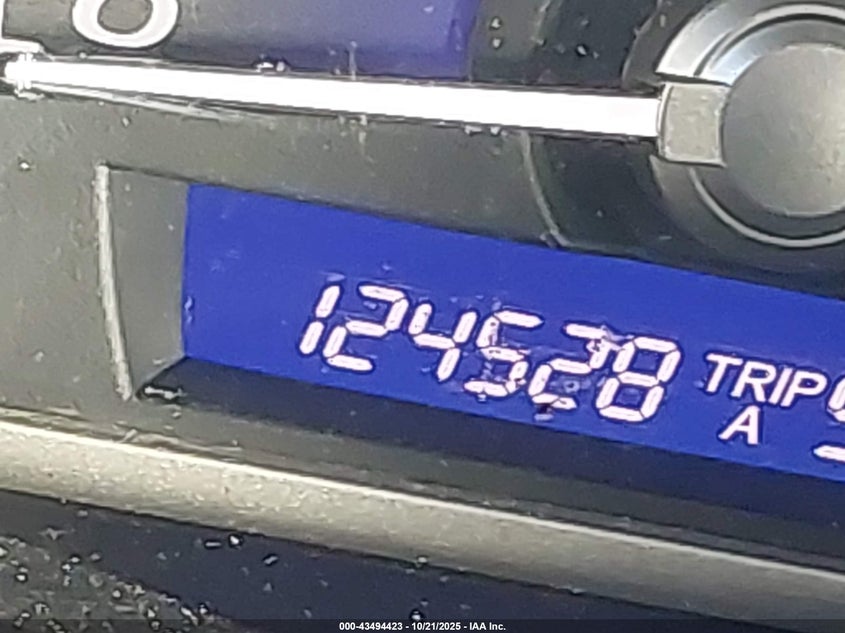 124528 TRIP
A
000-43494423 - 10/21/2025 - IAA Inc.